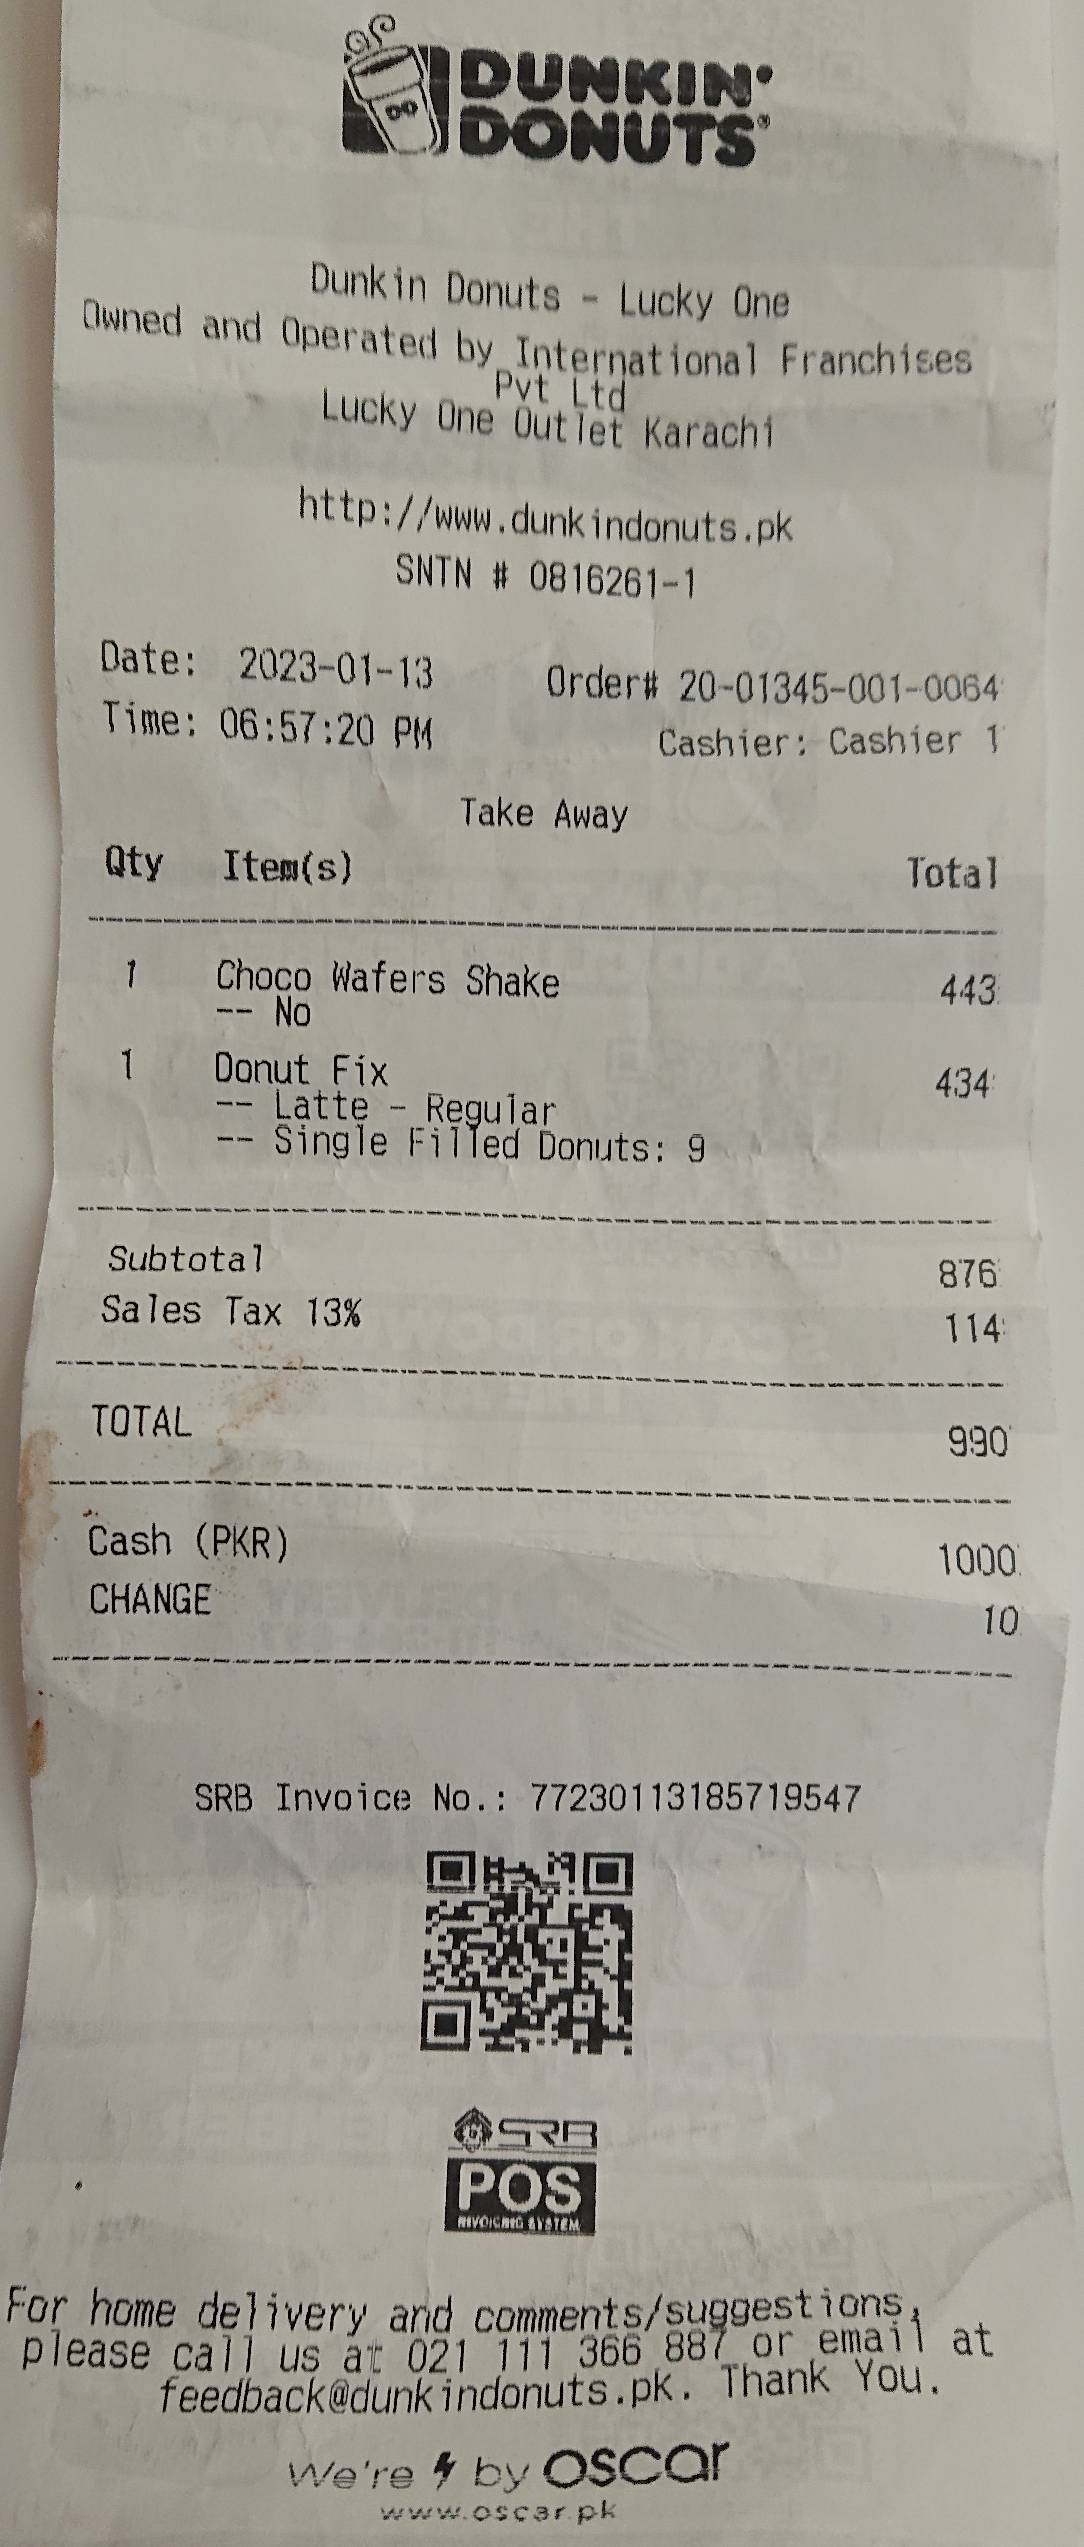 DUNKIN'
DONUTS®
Dunkin Donuts - Lucky One
Owned and Operated by International Franchises
Pvt Ltd
Lucky One Outlet Karachi
http://www.dunkindonuts.pk
SNTN # 0816261-1
Date: 2023-01-13 Order# 20-01345-001-0064
Time: 06:57:20 PM Cashier: Cashier 1
Take Away
Qty Item(s) Total
1 Choco Wafers Shake 443
-- No
1 Donut Fix 434
-- Latte - Regular
-- Single Filled Donuts: 9
Subtotal 876
Sales Tax 13% 114
TOTAL 990
Cash (PKR) 1000
CHANGE 10
SRB Invoice No.: 77230113185719547
SRB
POS
INVOICING SYSTEM
For home delivery and comments/suggestions,
please call us at 021 111 366 887 or email at
feedback@dunkindonuts.pk. Thank You.
We're by oscar
www.oscar.pk